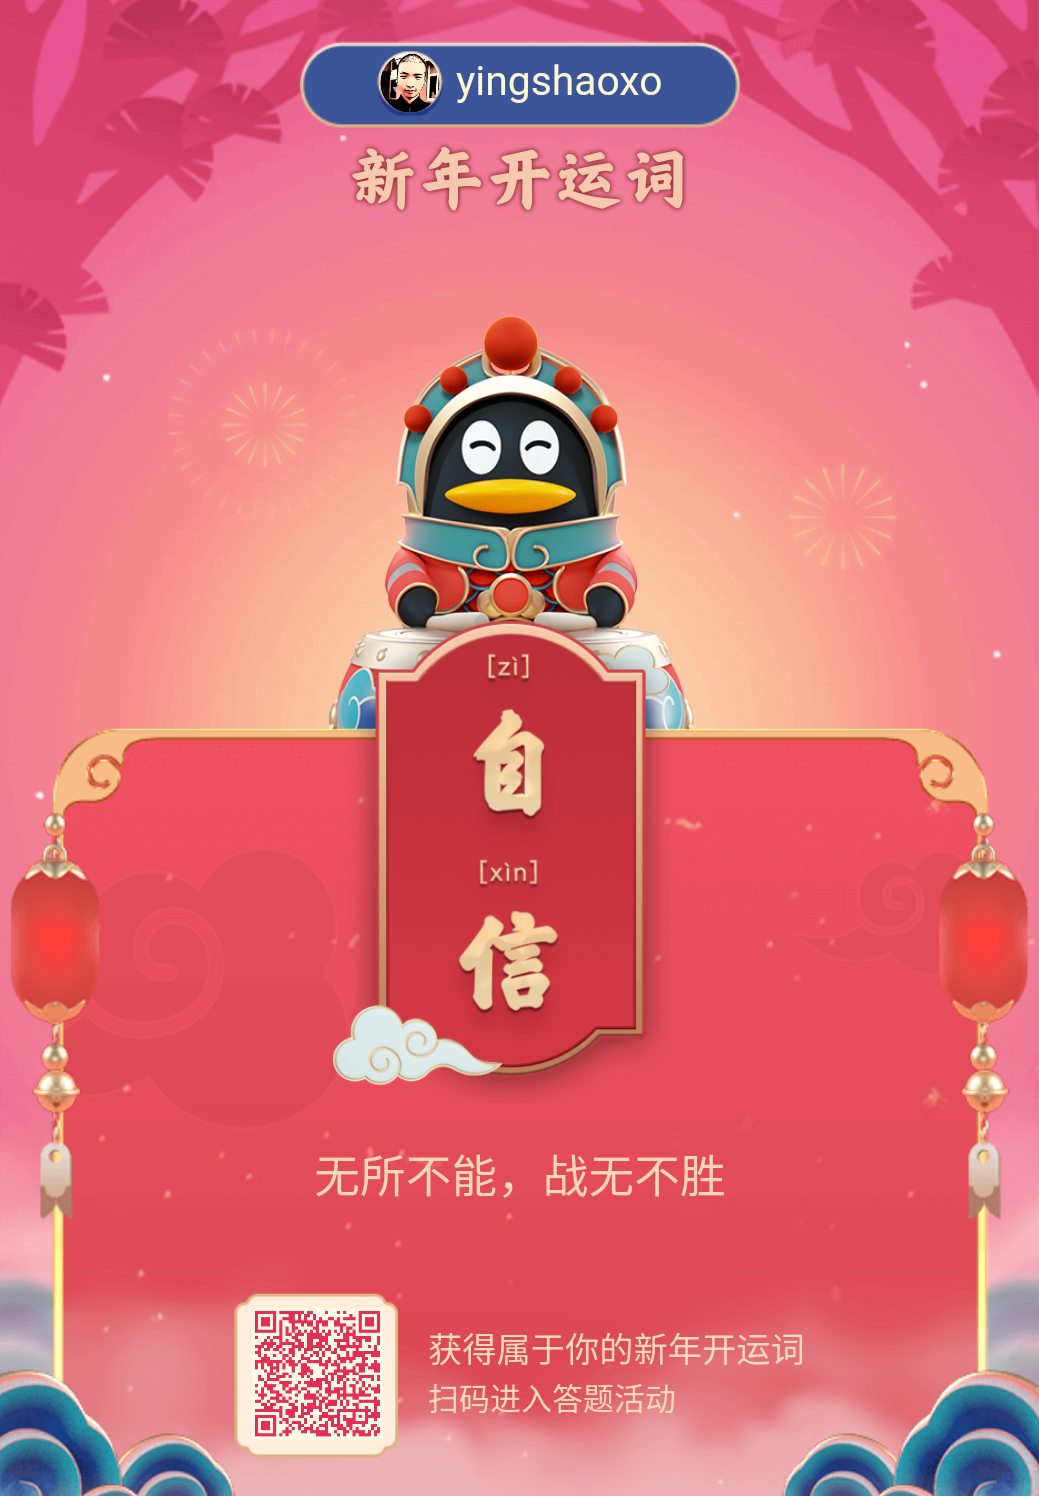 yingshaoxo
新年开运词
[zì]
自
[xìn]
信
无所不能，战无不胜
获得属于你的新年开运词
扫码进入答题活动